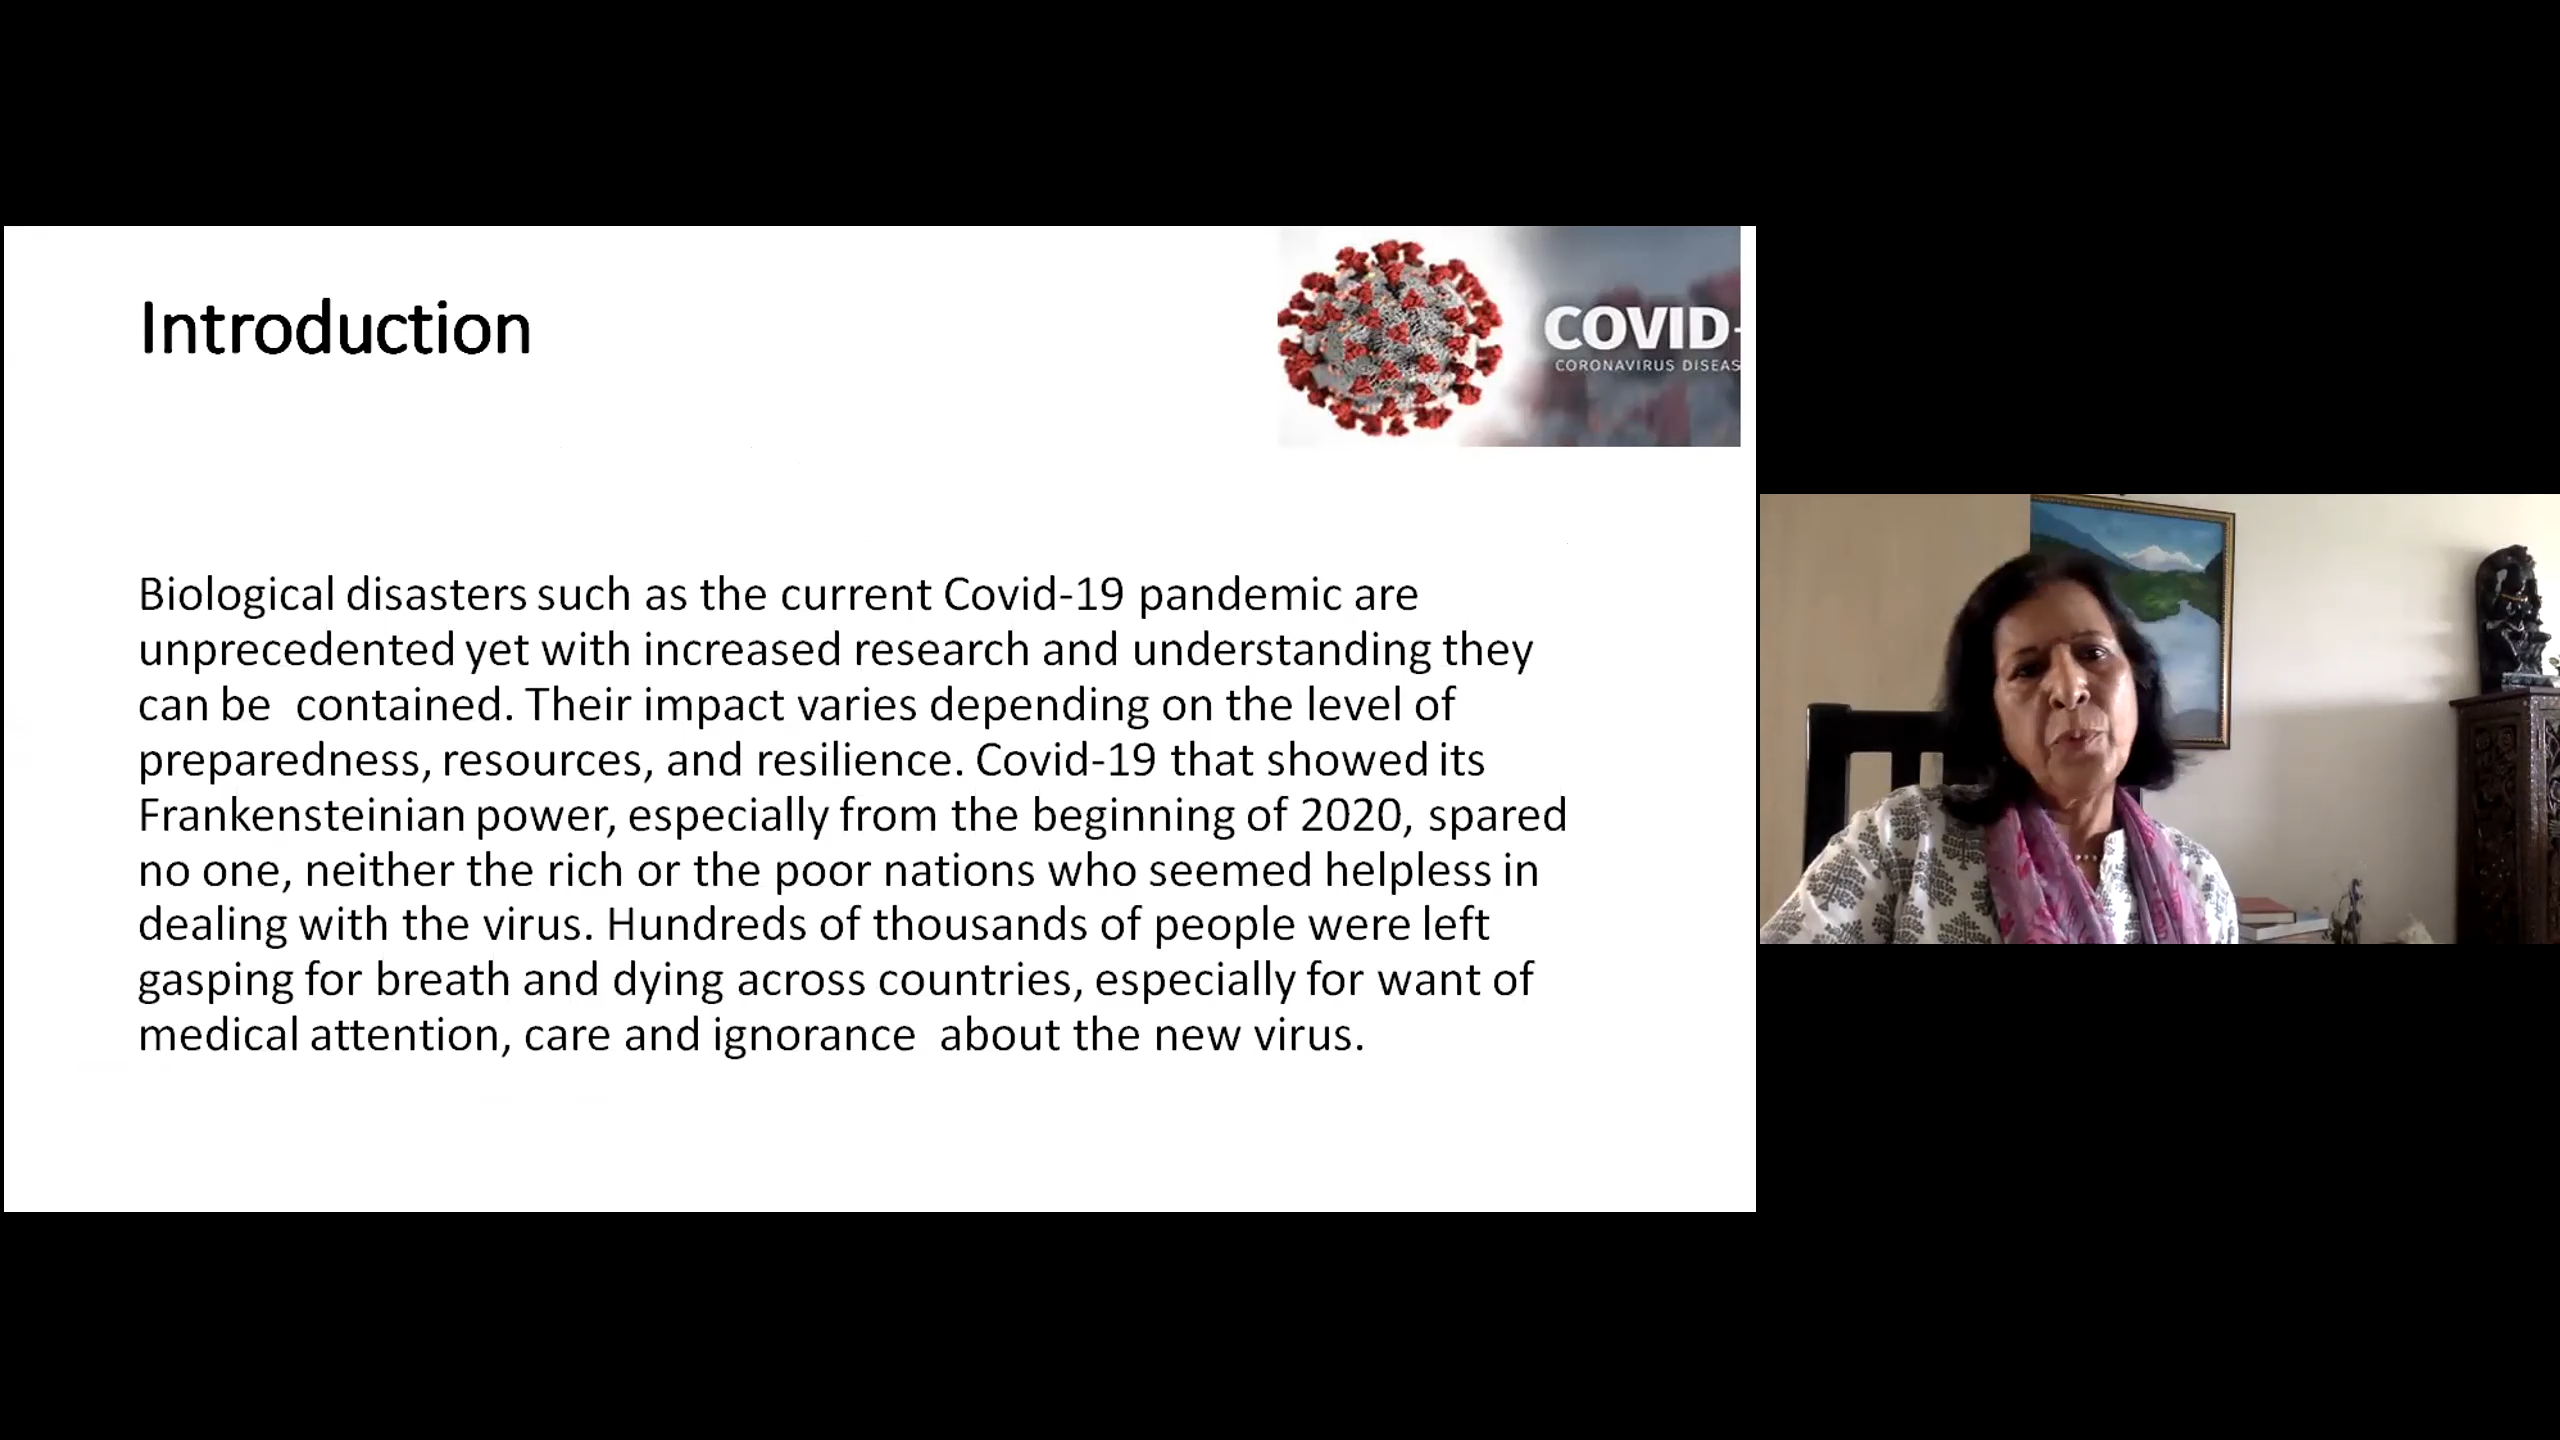 Introduction
COVID-
CORONAVIRUS DISEAS
Biological disasters such as the current Covid-19 pandemic are
unprecedented yet with increased research and understanding they
can be  contained. Their impact varies depending on the level of
preparedness, resources, and resilience. Covid-19 that showed its
Frankensteinian power, especially from the beginning of 2020, spared
no one, neither the rich or the poor nations who seemed helpless in
dealing with the virus. Hundreds of thousands of people were left
gasping for breath and dying across countries, especially for want of
medical attention, care and ignorance  about the new virus.